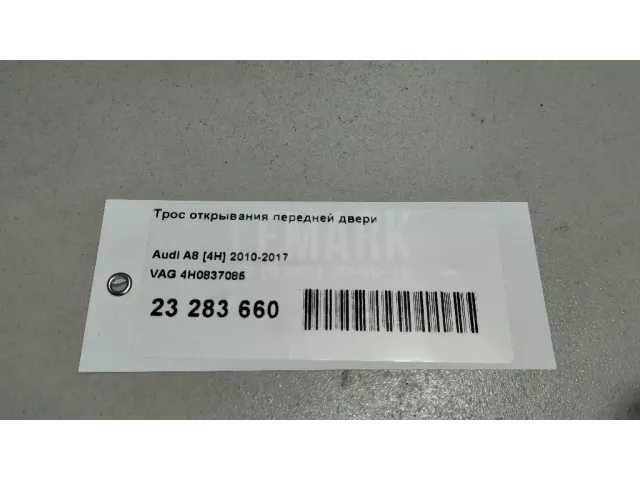 Трос открывания передней двери
Audi A8 [4H] 2010-2017
VAG 4H0837085
23 283 660